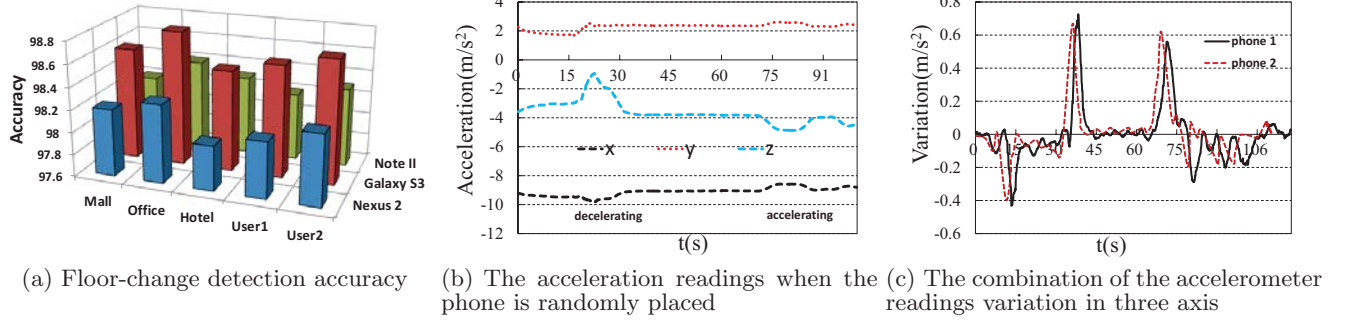 98.8
98.6
98.4
98.2
98
97.8
97.6
Accuracy
Mall
Office
Hotel
User1
User2
Note II
Galaxy S3
Nexus 2
(a) Floor-change detection accuracy
4
2
0
-2
-4
-6
-8
-10
-12
Acceleration(m/s²)
0 15 30 45 60 75 91
x y z
decelerating accelerating
t(s)
(b) The acceleration readings when the
phone is randomly placed
0.8
0.6
0.4
0.2
0
-0.2
-0.4
-0.6
Variation(m/s²)
phone 1
phone 2
0 16 30 45 60 75 91 106
t(s)
(c) The combination of the accelerometer
readings variation in three axis